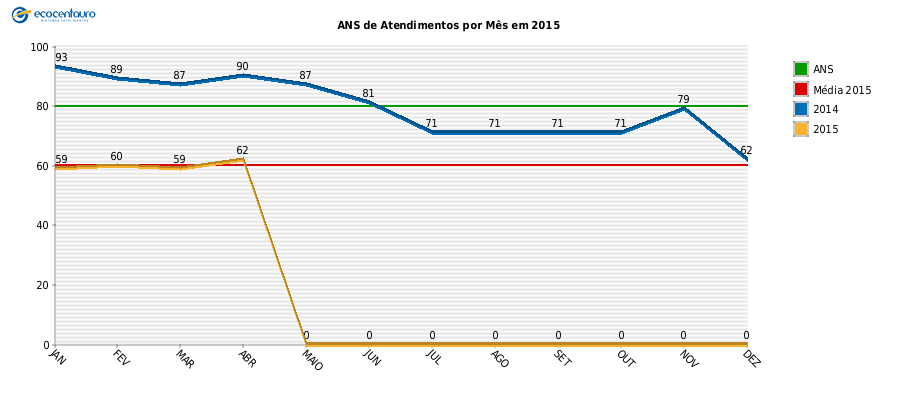 ecocentauro
ANS de Atendimentos por Mês em 2015
100
80
60
40
20
0
93 89 87 90 87 81 71 71 71 71 79 62
59 60 59 62 0 0 0 0 0 0 0 0
JAN FEV MAR ABR MAIO JUN JUL AGO SET OUT NOV DEZ
ANS
Média 2015
2014
2015